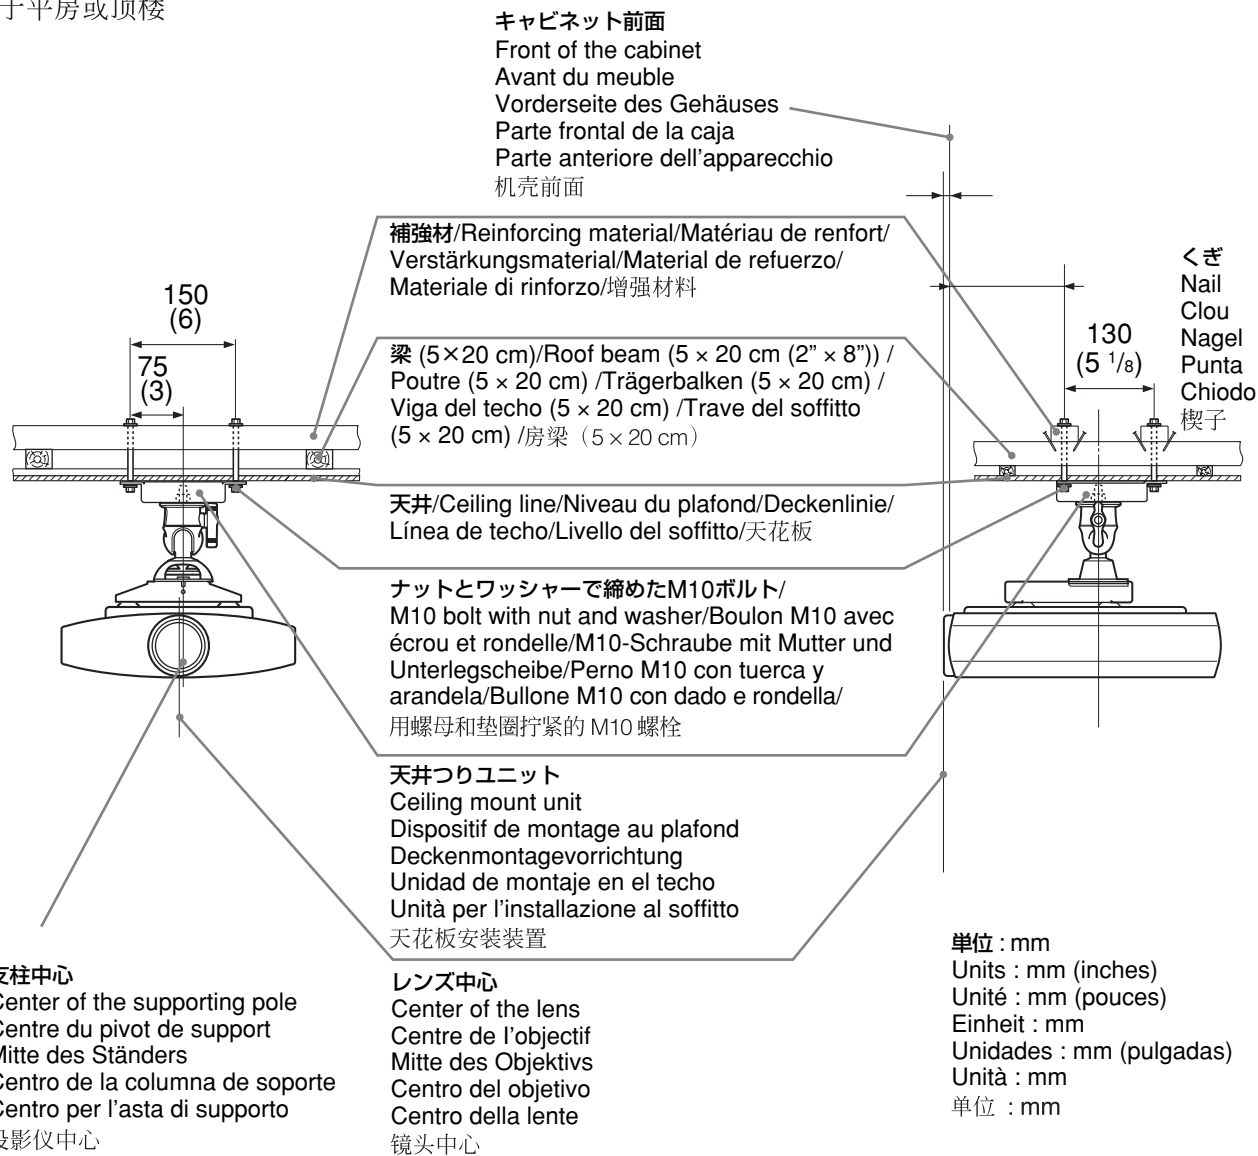 于平房或顶楼
キャビネット前面
Front of the cabinet
Avant du meuble
Vorderseite des Gehäuses
Parte frontal de la caja
Parte anteriore dell'apparecchio
机壳前面
補強材/Reinforcing material/Matériau de renfort/
Verstärkungsmaterial/Material de refuerzo/
Materiale di rinforzo/增强材料
くぎ
Nail
Clou
Nagel
Punta
Chiodo
楔子
150
(6)
75
(3)
130
(5 1/8)
梁 (5×20 cm)/Roof beam (5 × 20 cm (2” × 8”)) /
Poutre (5 × 20 cm) /Trägerbalken (5 × 20 cm) /
Viga del techo (5 × 20 cm) /Trave del soffitto
(5 × 20 cm) /房梁（5 × 20 cm）
天井/Ceiling line/Niveau du plafond/Deckenlinie/
Línea de techo/Livello del soffitto/天花板
ナットとワッシャーで締めたM10ボルト/
M10 bolt with nut and washer/Boulon M10 avec
écrou et rondelle/M10-Schraube mit Mutter und
Unterlegscheibe/Perno M10 con tuerca y
arandela/Bullone M10 con dado e rondella/
用螺母和垫圈拧紧的 M10 螺栓
天井つりユニット
Ceiling mount unit
Dispositif de montage au plafond
Deckenmontagevorrichtung
Unidad de montaje en el techo
Unità per l'installazione al soffitto
天花板安装装置
支柱中心
Center of the supporting pole
Centre du pivot de support
Mitte des Ständers
Centro de la columna de soporte
Centro per l'asta di supporto
投影仪中心
レンズ中心
Center of the lens
Centre de l'objectif
Mitte des Objektivs
Centro del objetivo
Centro della lente
镜头中心
単位 : mm
Units : mm (inches)
Unité : mm (pouces)
Einheit : mm
Unidades : mm (pulgadas)
Unità : mm
单位 : mm